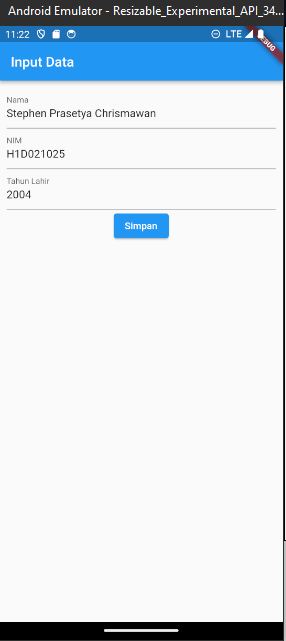 Android Emulator - Resizable_Experimental_API_34...
11:22
LTE
DEBUG
Input Data
Nama
Stephen Prasetya Chrismawan
NIM
H1D021025
Tahun Lahir
2004
Simpan